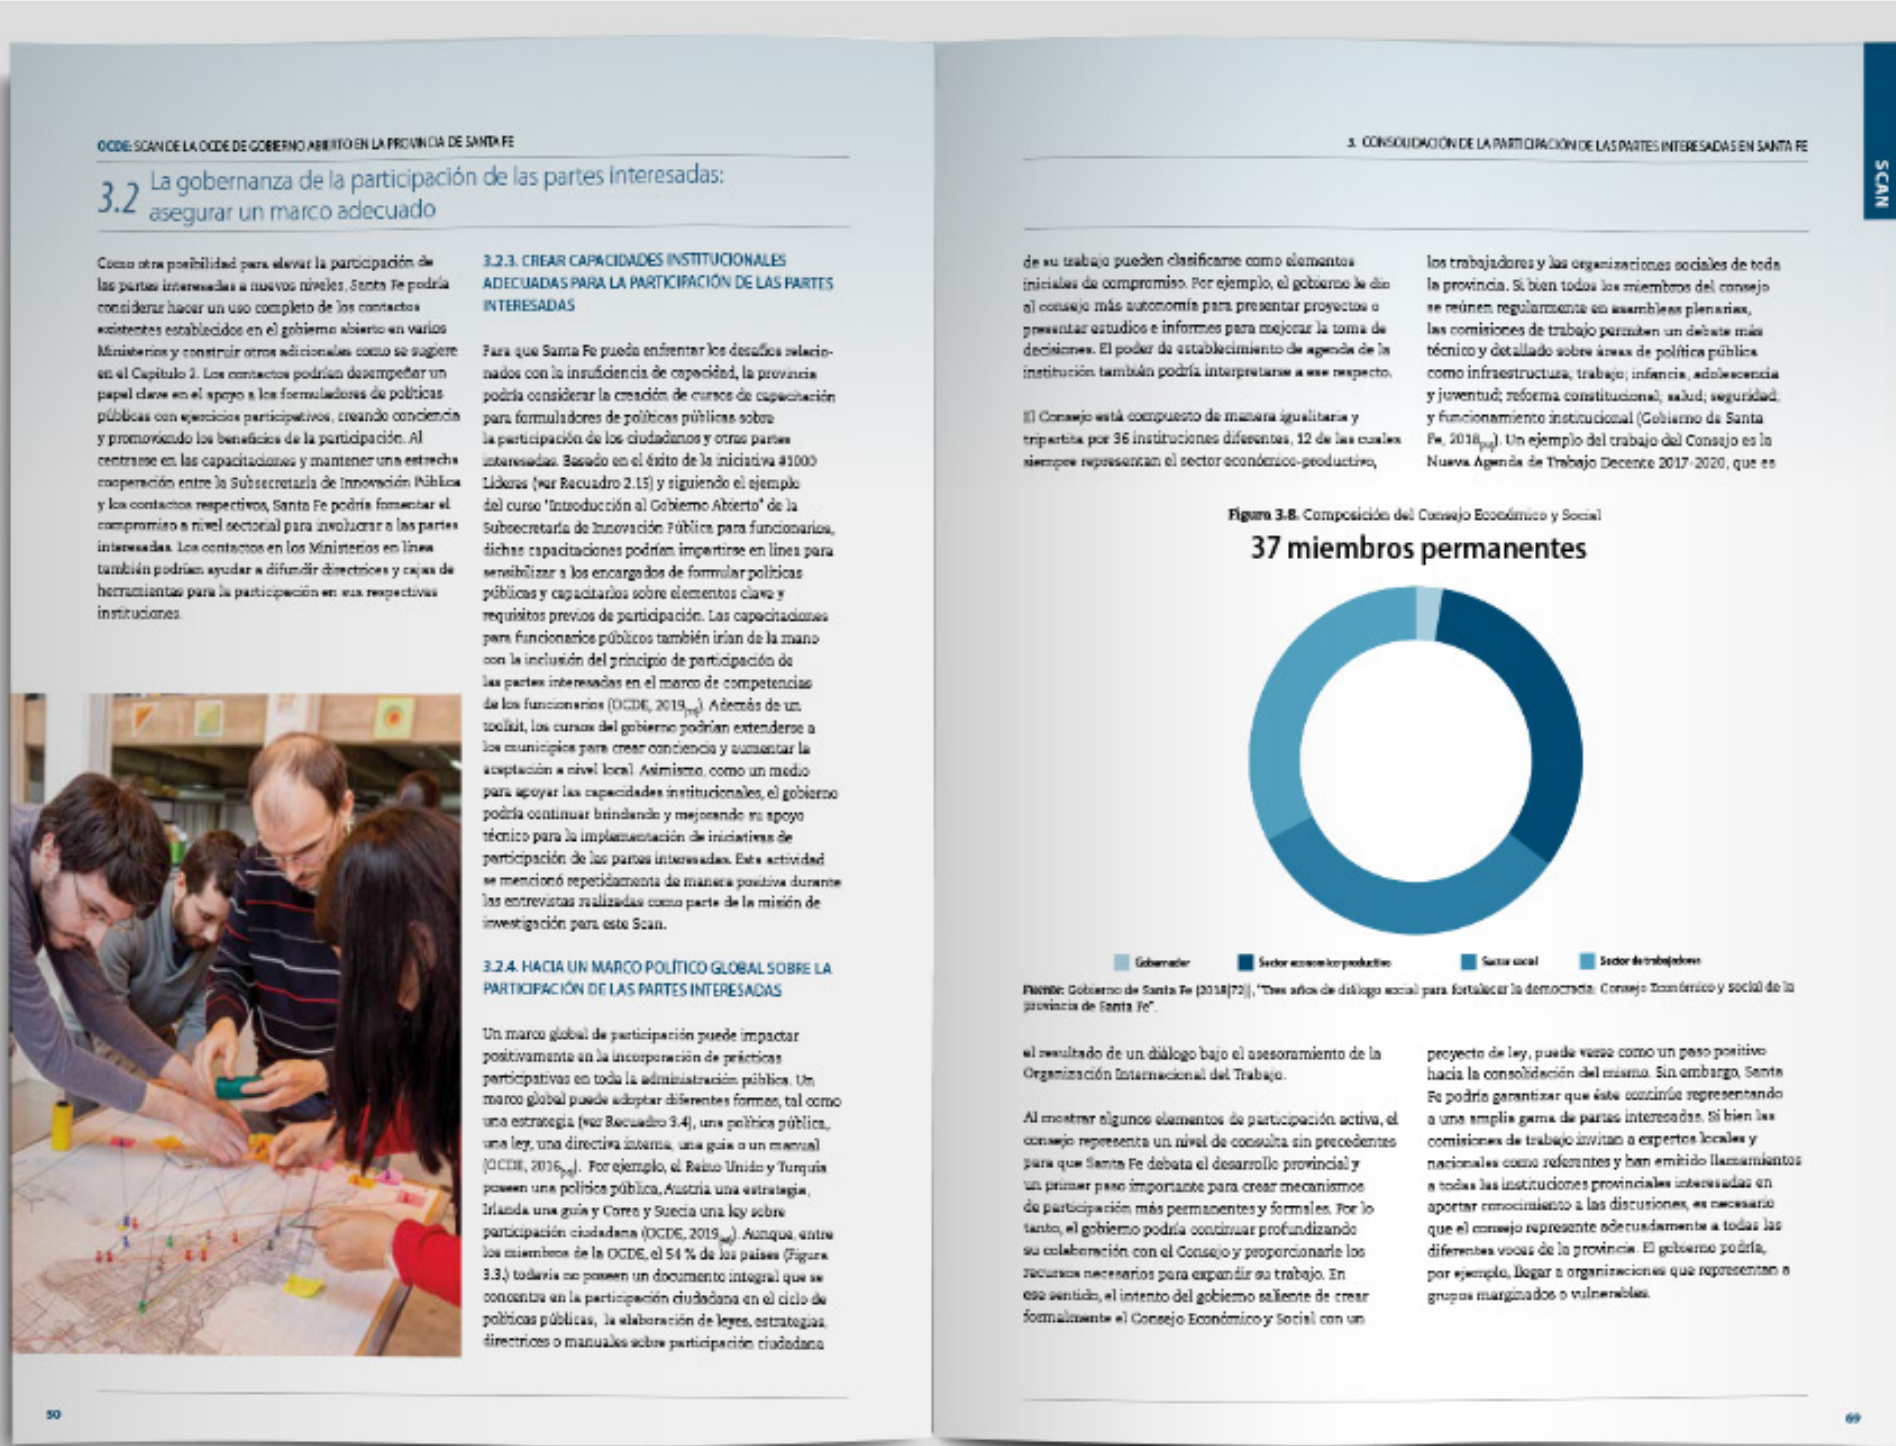 OCDE: SCAN DE LA OCDE DE GOBIERNO ABIERTO EN LA PROVINCIA DE SANTA FE
3.2 La gobernanza de la participación de las partes interesadas:
asegurar un marco adecuado
Como otra posibilidad para elevar la participación de
las partes interesadas a nuevos niveles, Santa Fe podría
considerar hacer un uso completo de los contactos
existentes establecidos en el gobierno abierto en varios
Ministerios y construir otros adicionales como se sugiere
en el Capítulo 2. Los contactos podrían desempeñar un
papel clave en el apoyo a los formuladores de políticas
públicas con ejercicios participativos, creando conciencia
y promoviendo los beneficios de la participación. Al
centrarse en las capacitaciones y mantener una estrecha
cooperación entre la Subsecretaría de Innovación Pública
y los contactos respectivos, Santa Fe podría fomentar el
compromiso a nivel sectorial para involucrar a las partes
interesadas. Los contactos en los Ministerios en línea
también podrían ayudar a difundir directrices y cajas de
herramientas para la participación en sus respectivas
instituciones.
3.2.3. CREAR CAPACIDADES INSTITUCIONALES
ADECUADAS PARA LA PARTICIPACIÓN DE LAS PARTES
INTERESADAS
Para que Santa Fe pueda enfrentar los desafíos relacio-
nados con la insuficiencia de capacidad, la provincia
podría considerar la creación de cursos de capacitación
para formuladores de políticas públicas sobre
la participación de los ciudadanos y otras partes
interesadas. Basado en el éxito de la iniciativa #1000
Líderes (ver Recuadro 2.15) y siguiendo el ejemplo
del curso "Introducción al Gobierno Abierto" de la
Subsecretaría de Innovación Pública para funcionarios,
dichas capacitaciones podrían impartirse en línea para
sensibilizar a los encargados de formular políticas
públicas y capacitarlos sobre elementos clave y
requisitos previos de participación. Las capacitaciones
para funcionarios públicos también irían de la mano
con la inclusión del principio de participación de
las partes interesadas en el marco de competencias
de los funcionarios (OCDE, 2019). Además de un
toolkit, los cursos del gobierno podrían extenderse a
los municipios para crear conciencia y aumentar la
aceptación a nivel local. Asimismo, como un medio
para apoyar las capacidades institucionales, el gobierno
podría continuar brindando y mejorando su apoyo
técnico para la implementación de iniciativas de
participación de las partes interesadas. Esta actividad
se mencionó repetidamente de manera positiva durante
las entrevistas realizadas como parte de la misión de
investigación para este Scan.
3.2.4. HACIA UN MARCO POLÍTICO GLOBAL SOBRE LA
PARTICIPACIÓN DE LAS PARTES INTERESADAS
Un marco global de participación puede impactar
positivamente en la incorporación de prácticas
participativas en toda la administración pública. Un
marco global puede adoptar diferentes formas, tal como
una estrategia (ver Recuadro 3.4), una política pública,
una ley, una directiva interna, una guía o un manual
(OCDE, 2016). Por ejemplo, el Reino Unido y Turquía
poseen una política pública, Austria una estrategia,
Irlanda una guía y Corea y Suecia una ley sobre
participación ciudadana (OCDE, 2019). Aunque, entre
los miembros de la OCDE, el 54 % de los países (Figura
3.3.) todavía no poseen un documento integral que se
concentra en la participación ciudadana en el ciclo de
políticas públicas, la elaboración de leyes, estrategias,
directrices o manuales sobre participación ciudadana
50
3. CONSOLIDACIÓN DE LA PARTICIPACIÓN DE LAS PARTES INTERESADAS EN SANTA FE
SCAN
de su trabajo pueden clasificarse como elementos
iniciales de compromiso. Por ejemplo, el gobierno le dio
al consejo más autonomía para presentar proyectos o
presentar estudios e informes para mejorar la toma de
decisiones. El poder de establecimiento de agenda de la
institución también podría interpretarse a ese respecto.
El Consejo está compuesto de manera igualitaria y
tripartita por 36 instituciones diferentes, 12 de las cuales
siempre representan el sector económico-productivo,
los trabajadores y las organizaciones sociales de toda
la provincia. Si bien todos los miembros del consejo
se reúnen regularmente en asambleas plenarias,
las comisiones de trabajo permiten un debate más
técnico y detallado sobre áreas de política pública
como infraestructura, trabajo; infancia, adolescencia
y juventud; reforma constitucional; salud; seguridad;
y funcionamiento institucional (Gobierno de Santa
Fe, 2018). Un ejemplo del trabajo del Consejo es la
Nueva Agenda de Trabajo Decente 2017-2020, que es
Figura 3.8. Composición del Consejo Económico y Social
37 miembros permanentes
Gobernador Sector economico-productivo Sector social Sector de trabajadores
Fuente: Gobierno de Santa Fe (2018[72]), "Tres años de diálogo social para fortalecer la democracia: Consejo Económico y social de la
provincia de Santa Fe".
el resultado de un diálogo bajo el asesoramiento de la
Organización Internacional del Trabajo.
Al mostrar algunos elementos de participación activa, el
consejo representa un nivel de consulta sin precedentes
para que Santa Fe debata el desarrollo provincial y
un primer paso importante para crear mecanismos
de participación más permanentes y formales. Por lo
tanto, el gobierno podría continuar profundizando
su colaboración con el Consejo y proporcionarle los
recursos necesarios para expandir su trabajo. En
ese sentido, el intento del gobierno saliente de crear
formalmente el Consejo Económico y Social con un
proyecto de ley, puede verse como un paso positivo
hacia la consolidación del mismo. Sin embargo, Santa
Fe podría garantizar que éste continúe representando
a una amplia gama de partes interesadas. Si bien las
comisiones de trabajo invitan a expertos locales y
nacionales como referentes y han emitido llamamientos
a todas las instituciones provinciales interesadas en
aportar conocimiento a las discusiones, es necesario
que el consejo represente adecuadamente a todas las
diferentes voces de la provincia. El gobierno podría,
por ejemplo, llegar a organizaciones que representan a
grupos marginados o vulnerables.
69